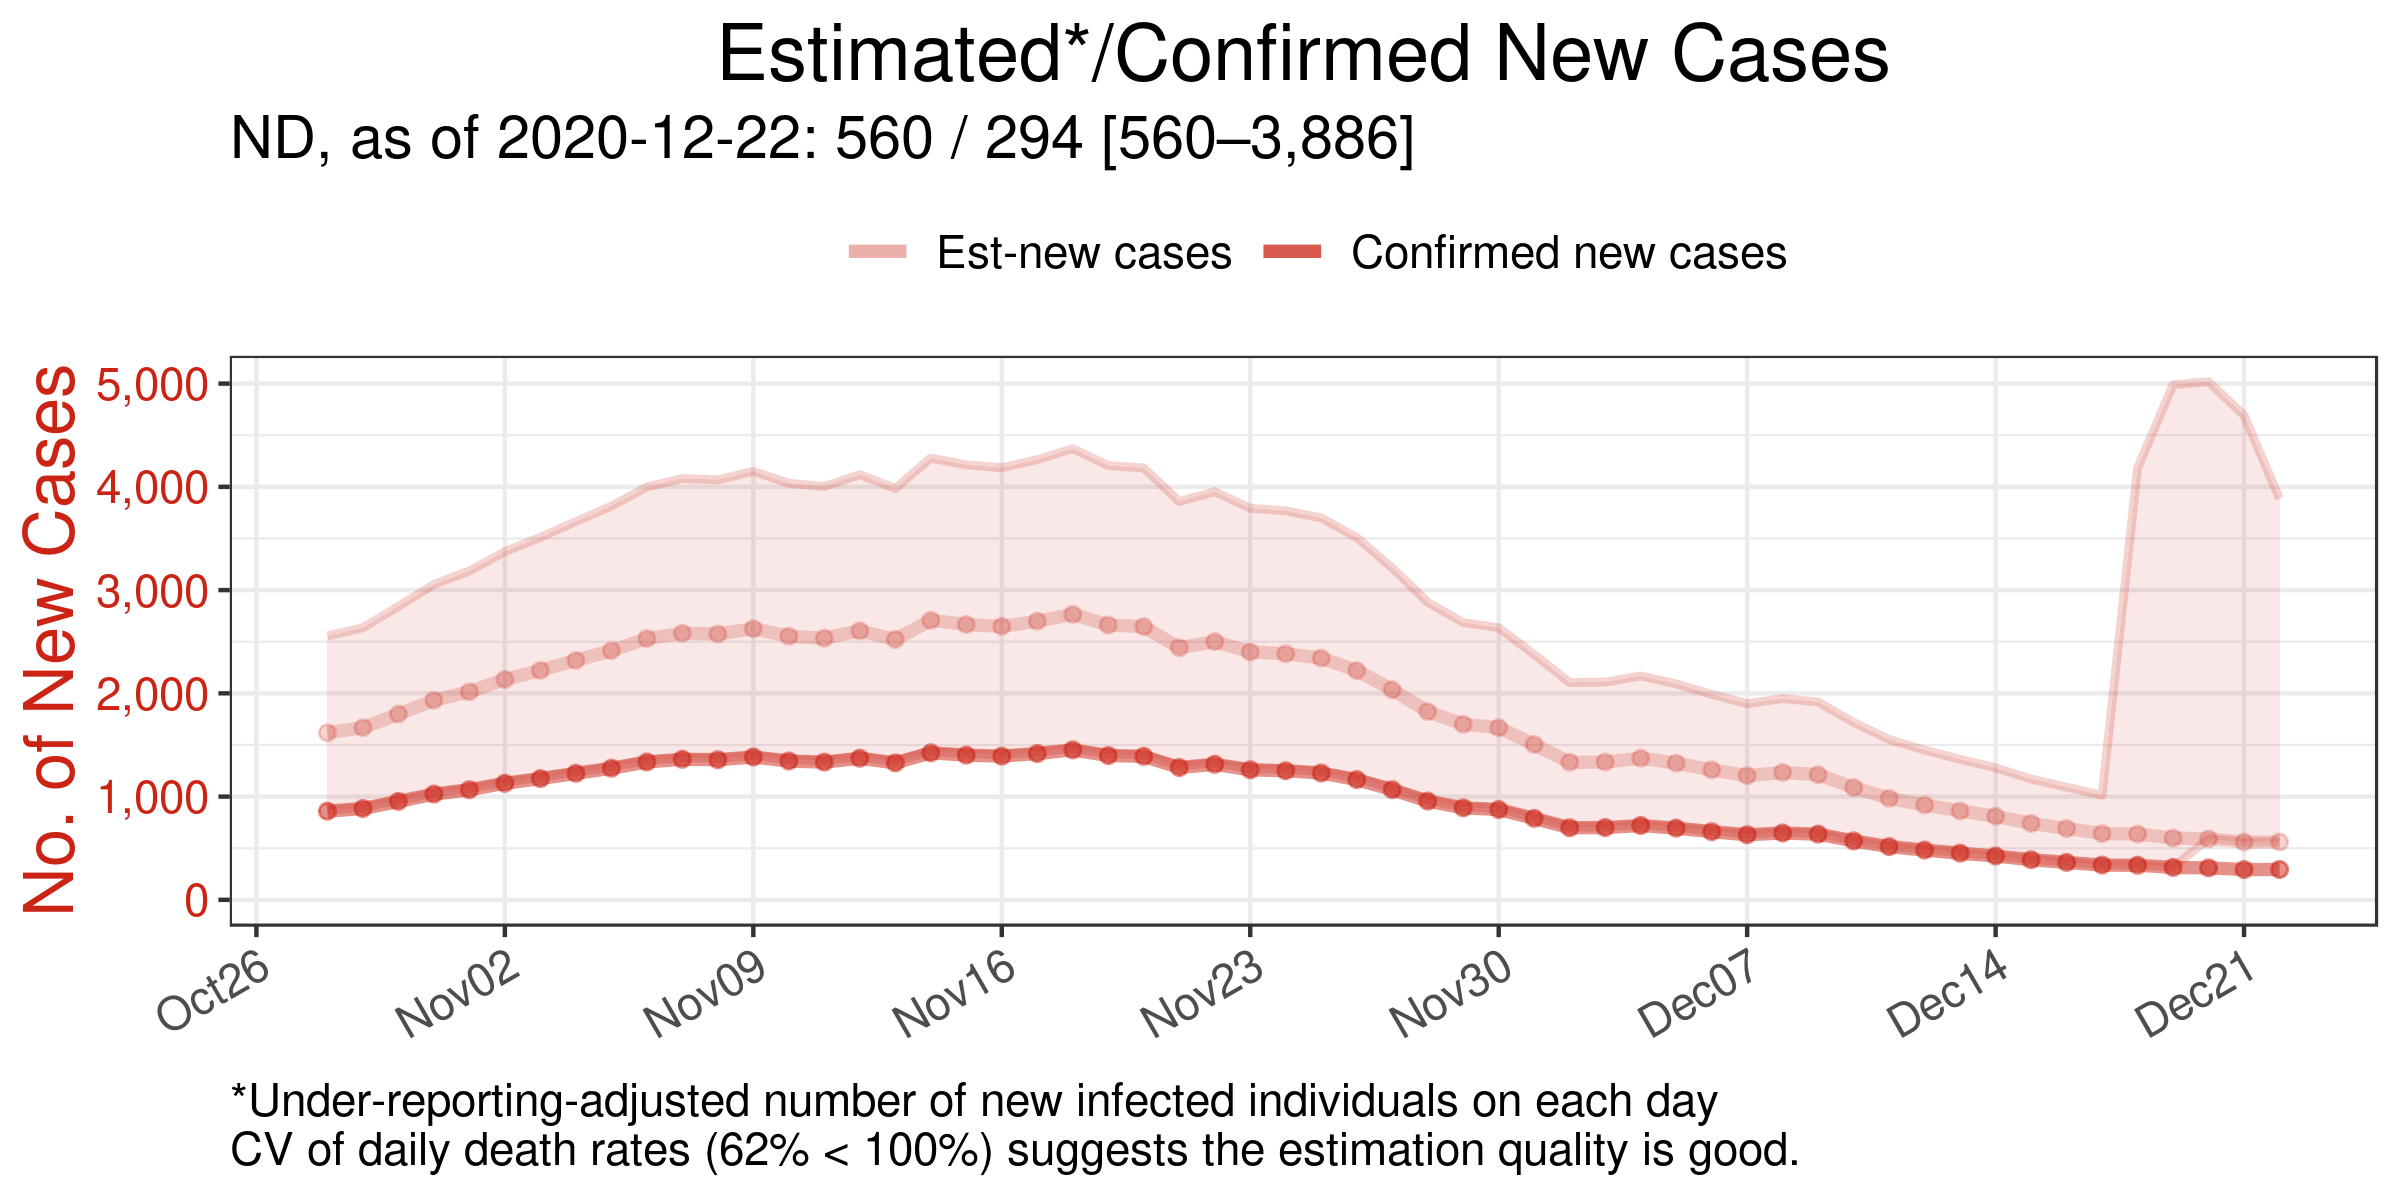 Estimated*/Confirmed New Cases
ND, as of 2020-12-22: 560 / 294 [560–3,886]
Est-new cases
Confirmed new cases
No. of New Cases
5,000
4,000
3,000
2,000
1,000
0
Oct26
Nov02
Nov09
Nov16
Nov23
Nov30
Dec07
Dec14
Dec21
*Under-reporting-adjusted number of new infected individuals on each day
CV of daily death rates (62% < 100%) suggests the estimation quality is good.